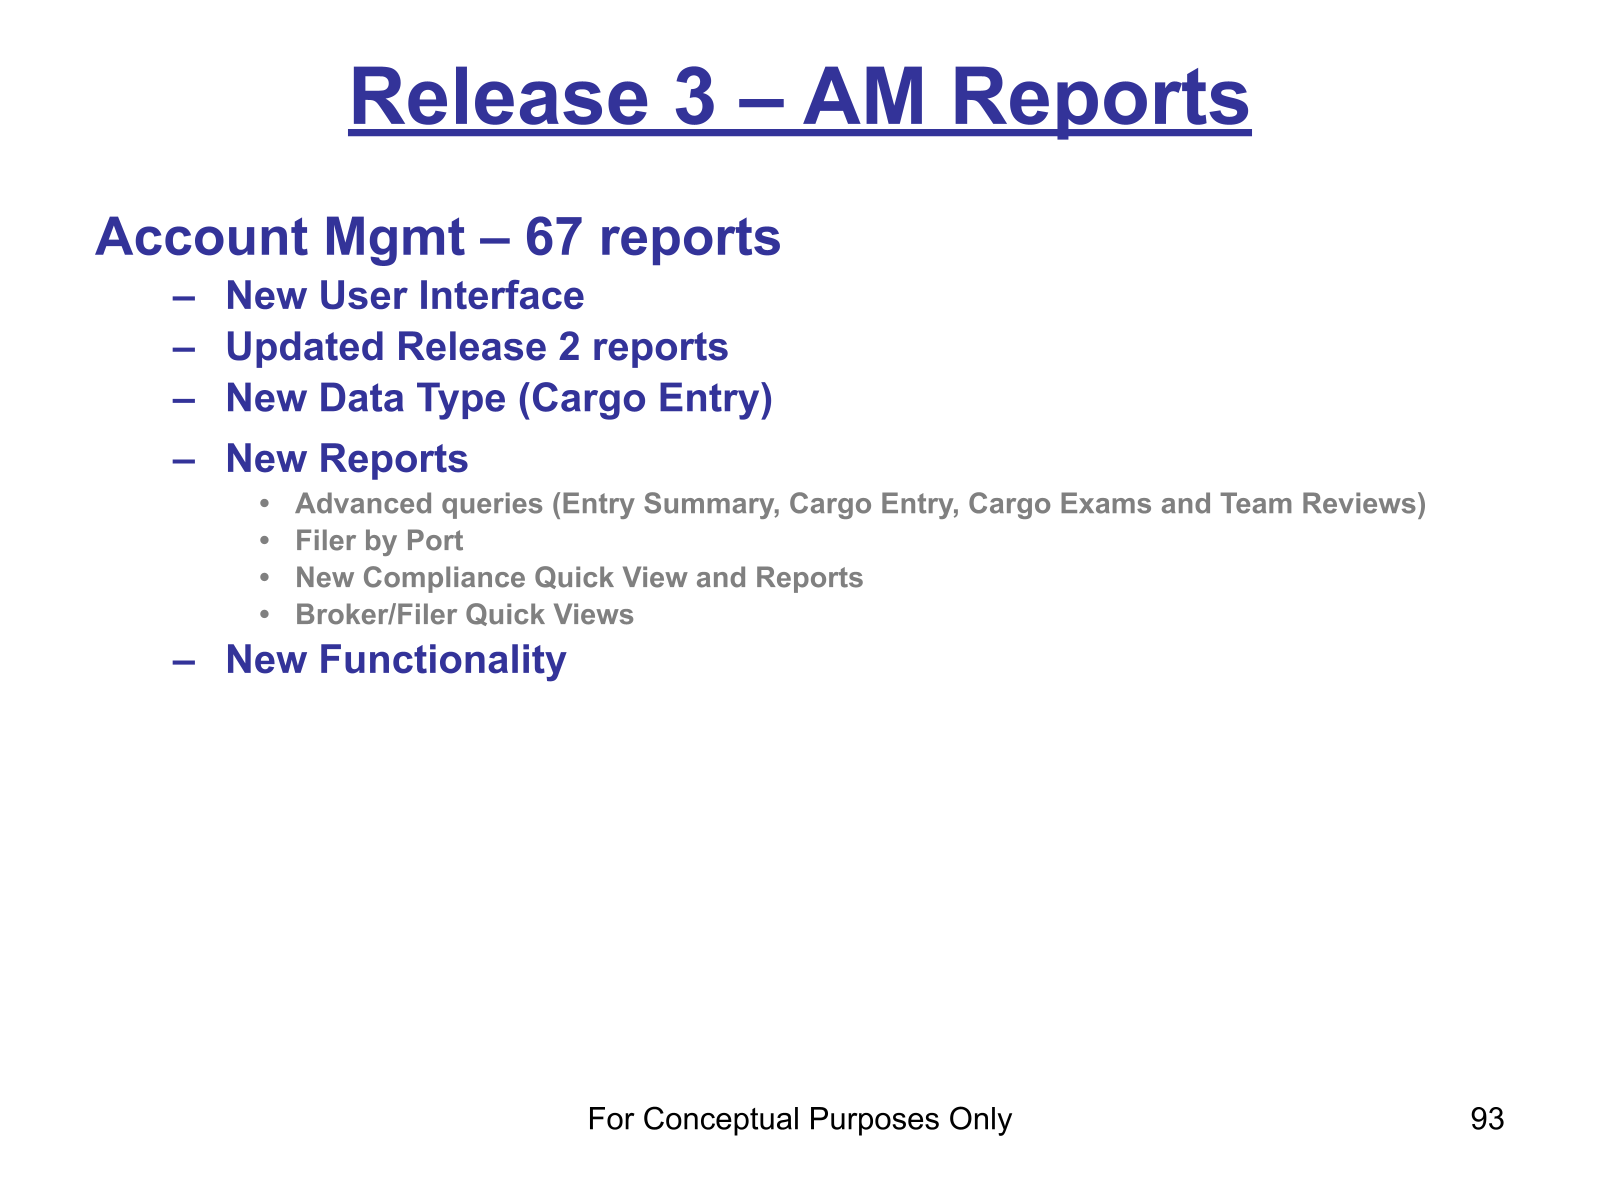 Release 3 – AM Reports
Account Mgmt – 67 reports
– New User Interface
– Updated Release 2 reports
– New Data Type (Cargo Entry)
– New Reports
• Advanced queries (Entry Summary, Cargo Entry, Cargo Exams and Team Reviews)
• Filer by Port
• New Compliance Quick View and Reports
• Broker/Filer Quick Views
– New Functionality
For Conceptual Purposes Only
93